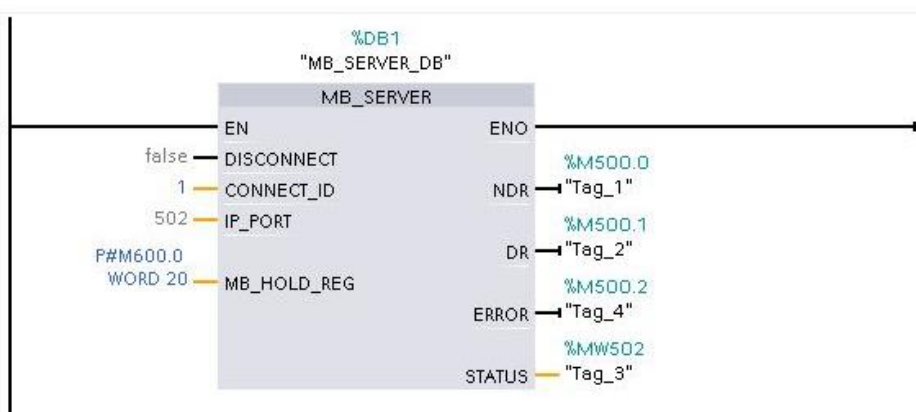 %DB1
"MB_SERVER_DB"
MB_SERVER
EN
ENO
false
DISCONNECT
%M500.0
1
CONNECT_ID
NDR
"Tag_1"
502
IP_PORT
%M500.1
P#M600.0
DR
"Tag_2"
WORD 20
MB_HOLD_REG
%M500.2
ERROR
"Tag_4"
%MW502
STATUS
"Tag_3"